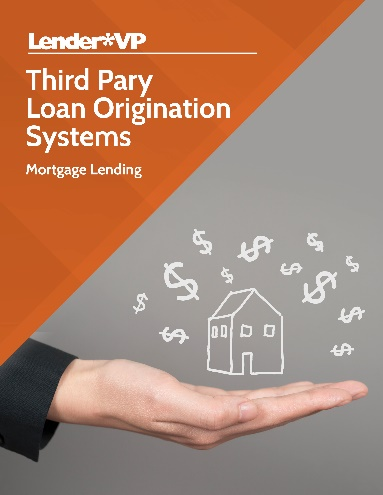 Lender*VP
Third Pary
Loan Origination
Systems
Mortgage Lending